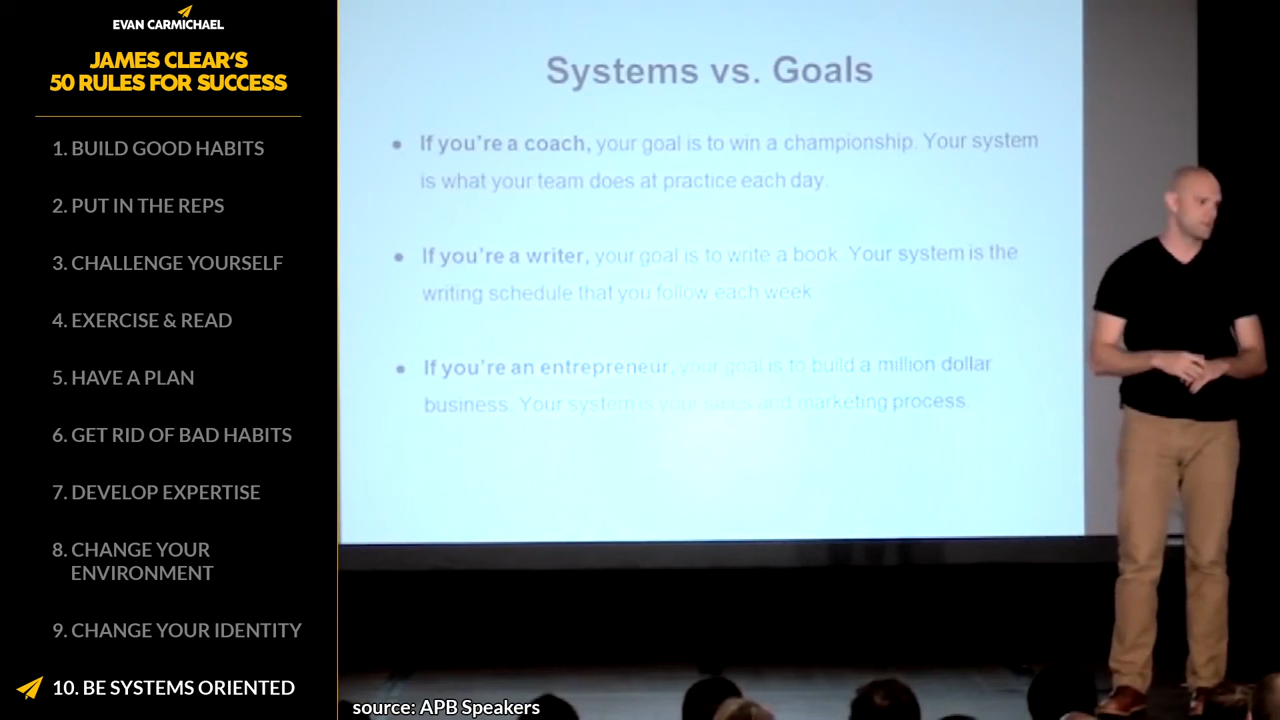 EVAN CARMICHAEL
JAMES CLEAR'S
50 RULES FOR SUCCESS
1. BUILD GOOD HABITS
2. PUT IN THE REPS
3. CHALLENGE YOURSELF
4. EXERCISE & READ
5. HAVE A PLAN
6. GET RID OF BAD HABITS
7. DEVELOP EXPERTISE
8. CHANGE YOUR
ENVIRONMENT
9. CHANGE YOUR IDENTITY
10. BE SYSTEMS ORIENTED
Systems vs. Goals
• If you're a coach, your goal is to win a championship. Your system
is what your team does at practice each day.
• If you're a writer, your goal is to write a book. Your system is the
writing schedule that you follow each week
• If you're an entrepreneur, your goal is to build a million dollar
business. Your system is your sales and marketing process.
source: APB Speakers